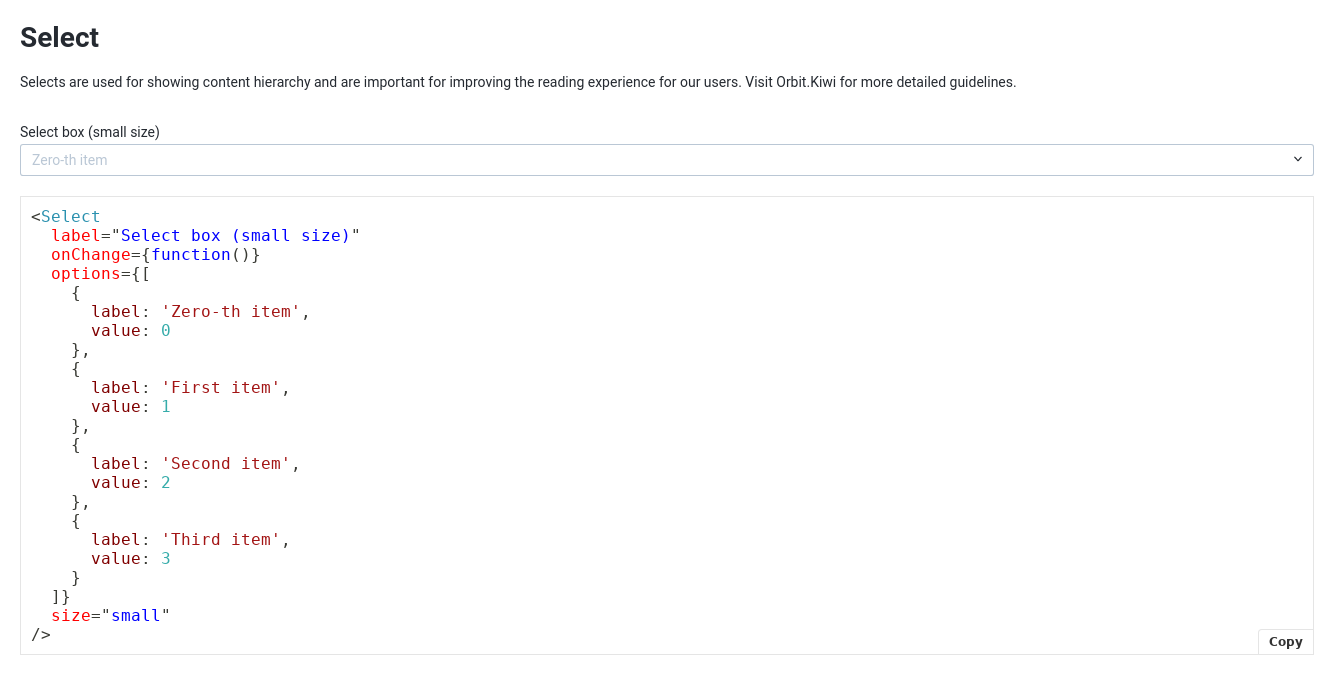 Select
Selects are used for showing content hierarchy and are important for improving the reading experience for our users. Visit Orbit.Kiwi for more detailed guidelines.
Select box (small size)
Zero-th item
<Select
  label="Select box (small size)"
  onChange={function()}
  options={[
    {
      label: 'Zero-th item',
      value: 0
    },
    {
      label: 'First item',
      value: 1
    },
    {
      label: 'Second item',
      value: 2
    },
    {
      label: 'Third item',
      value: 3
    }
  ]}
  size="small"
/>
Copy